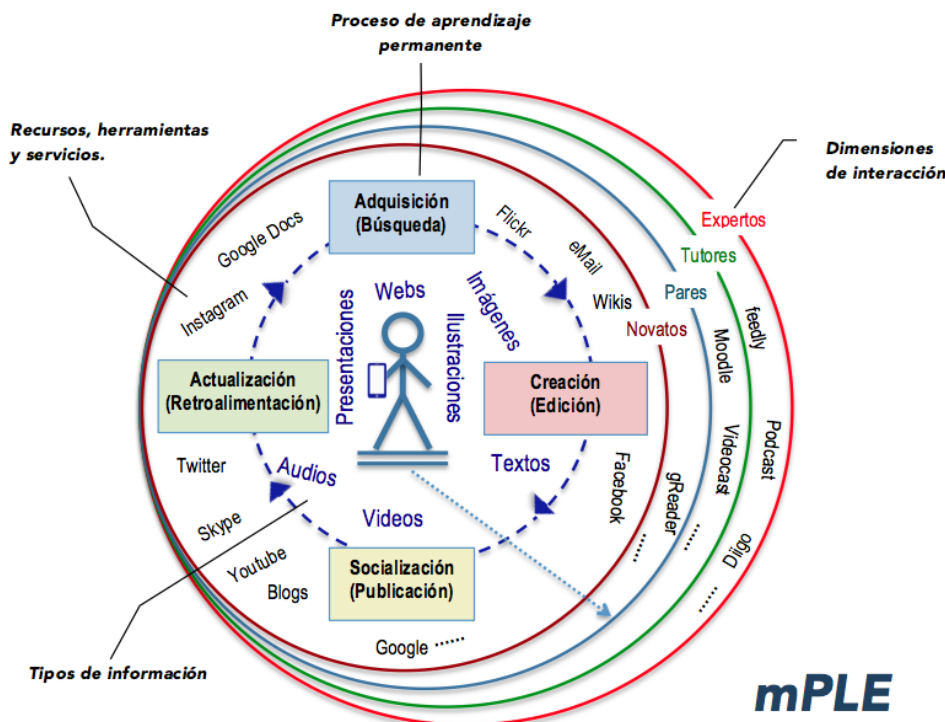 Proceso de aprendizaje
permanente
Recursos, herramientas
y servicios.
Dimensiones
de interacción
Adquisición
(Búsqueda)
Google Docs
Flickr
eMail
Expertos
Tutores
Instagram
Presentaciones
Webs
Ilustraciones
Imágenes
Wikis
Pares
Novatos
feedly
Moodle
Actualización
(Retroalimentación)
Creación
(Edición)
Twitter
Audios
Textos
Facebook
......
gReader
Videocast
......
Podcast
Skype
Videos
Diigo
......
Youtube
Blogs
Socialización
(Publicación)
Google ......
Tipos de información
mPLE